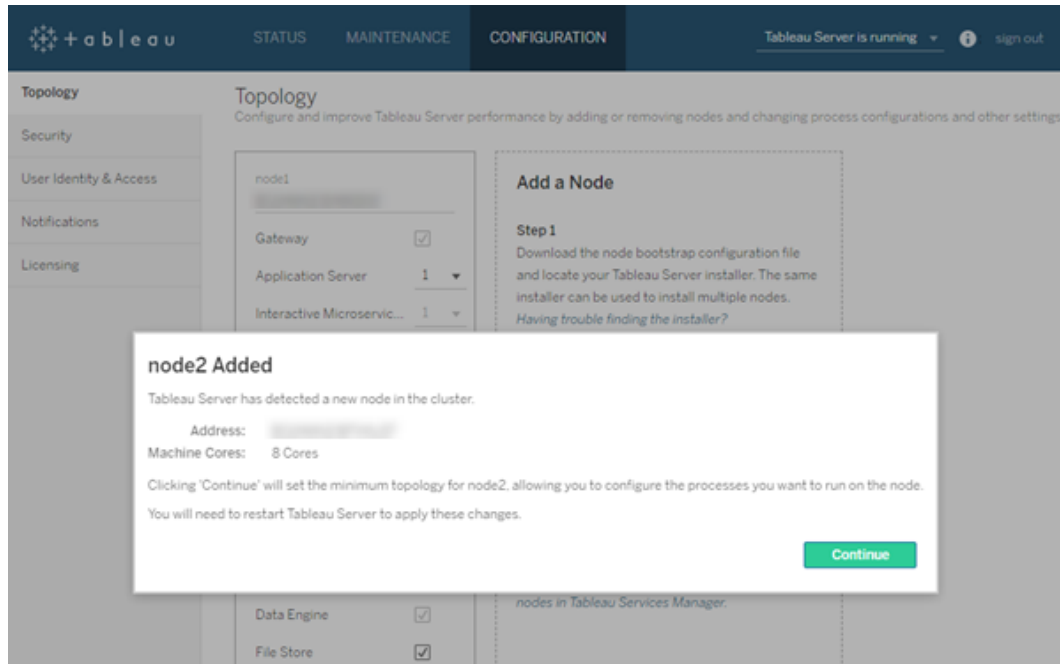 + a b l e a u
STATUS
MAINTENANCE
CONFIGURATION
Tableau Server is running
sign out
Topology
Security
User Identity & Access
Notifications
Licensing
Topology
Configure and improve Tableau Server performance by adding or removing nodes and changing process configurations and other settings
node1
Gateway
Application Server 1
Interactive Microservic... 1
Add a Node
Step 1
Download the node bootstrap configuration file
and locate your Tableau Server installer. The same
installer can be used to install multiple nodes.
Having trouble finding the installer?
node2 Added
Tableau Server has detected a new node in the cluster.
Address:
Machine Cores: 8 Cores
Clicking 'Continue' will set the minimum topology for node2, allowing you to configure the processes you want to run on the node.
You will need to restart Tableau Server to apply these changes.
Continue
Data Engine
File Store
nodes in Tableau Services Manager.